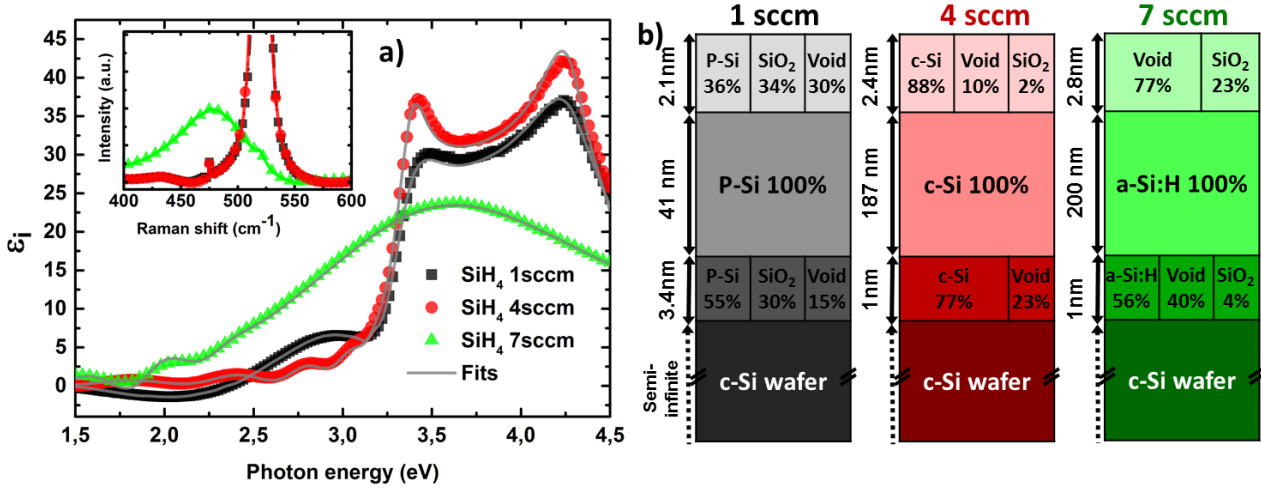 a)
Intensity (a.u.)
400 450 500 550 600
Raman shift (cm⁻¹)
εi
45
40
35
30
25
20
15
10
5
0
SiH₄ 1sccm
SiH₄ 4sccm
SiH₄ 7sccm
Fits
1,5 2,0 2,5 3,0 3,5 4,0 4,5
Photon energy (eV)
b)
1 sccm
2.1nm
P-Si SiO₂ Void
36% 34% 30%
41 nm
P-Si 100%
3.4nm
P-Si SiO₂ Void
55% 30% 15%
Semi-
infinite
c-Si wafer
4 sccm
2.4nm
c-Si Void SiO₂
88% 10% 2%
187 nm
c-Si 100%
1nm
c-Si Void
77% 23%
c-Si wafer
7 sccm
2.8nm
Void SiO₂
77% 23%
200 nm
a-Si:H 100%
1nm
a-Si:H Void SiO₂
56% 40% 4%
c-Si wafer